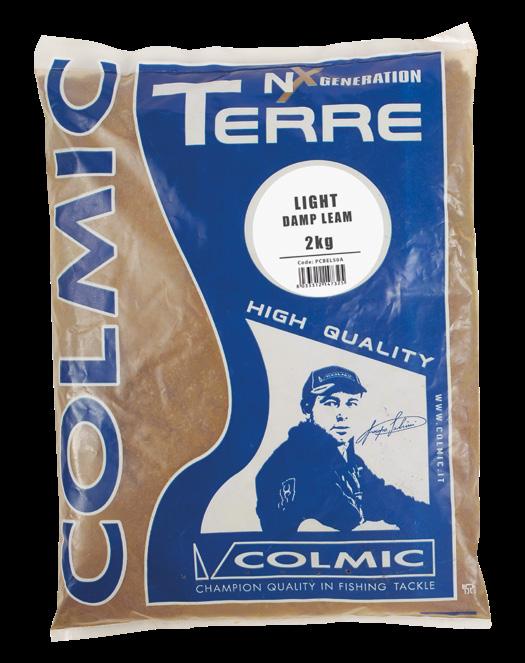 COLMIC
NX GENERATION
TERRE
LIGHT
DAMP LEAM
2kg
Code: PCBEL50A
HIGH QUALITY
COLMIC
WWW.COLMIC.IT
COLMIC
CHAMPION QUALITY IN FISHING TACKLE